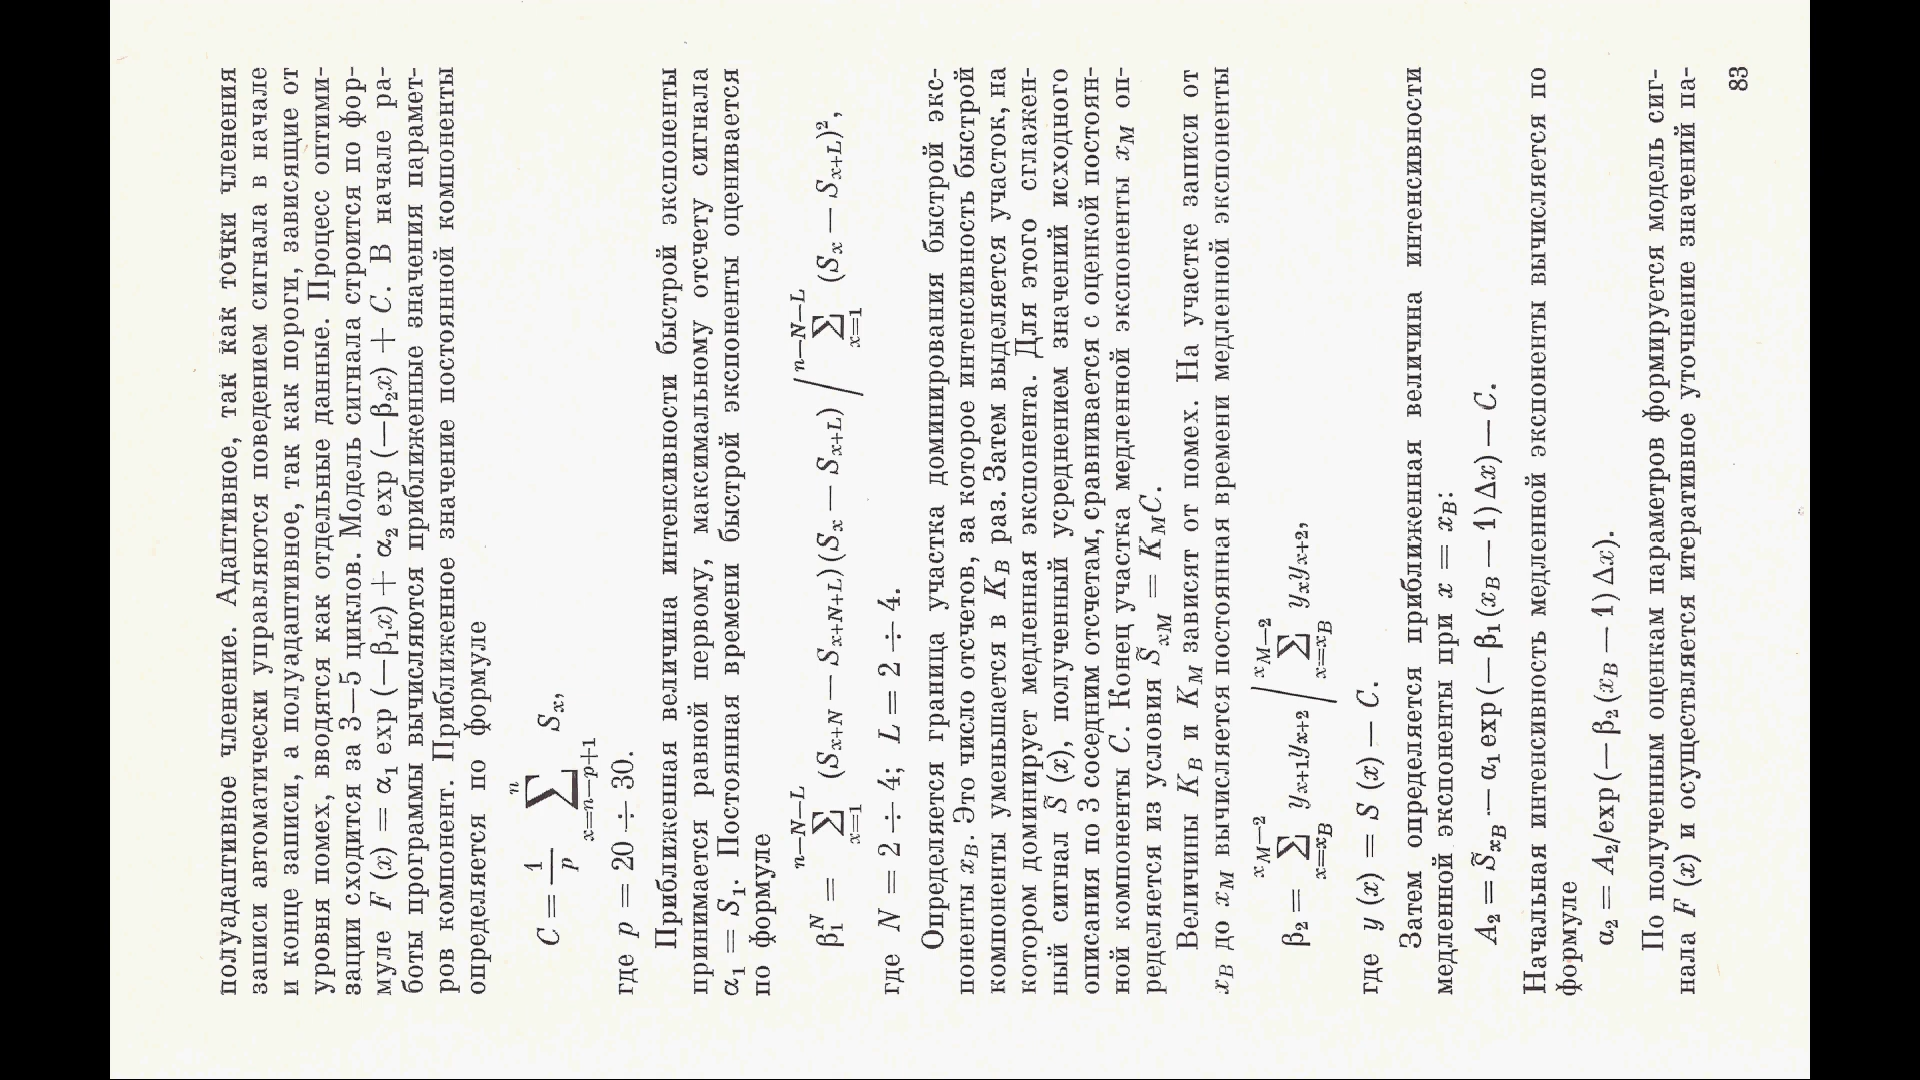 полуадаптивное членение. Адаптивное, так как точки членения
записи автоматически управляются поведением сигнала в начале
и конце записи, а полуадаптивное, так как пороги, зависящие от
уровня помех, вводятся как отдельные данные. Процесс оптими-
зации сходится за 3—5 циклов. Модель сигнала строится по фор-
муле F (x) = α₁ exp (—β₁x) + α₂ exp (—β₂x) + C. В начале ра-
боты программы вычисляются приближенные значения парамет-
ров компонент. Приближенное значение постоянной компоненты
определяется по формуле
C = 1/p ∑_{x=n—p+1}^{n} S_x,
где p = 20 ÷ 30.
Приближенная величина интенсивности быстрой экспоненты
принимается равной первому, максимальному отсчету сигнала
α₁ = S₁. Постоянная времени быстрой экспоненты оценивается
по формуле
β₁^N = ∑_{x=1}^{n—N—L} (S_{x+N} — S_{x+N+L}) (S_x — S_{x+L}) / ∑_{x=1}^{n—N—L} (S_x — S_{x+L})²,
где N = 2 ÷ 4; L = 2 ÷ 4.
Определяется граница участка доминирования быстрой экс-
поненты x_B. Это число отсчетов, за которое интенсивность быстрой
компоненты уменьшается в K_B раз. Затем выделяется участок, на
котором доминирует медленная экспонента. Для этого сглажен-
ный сигнал S̃ (x), полученный усреднением значений исходного
описания по 3 соседним отсчетам, сравнивается с оценкой постоян-
ной компоненты C. Конец участка медленной экспоненты x_M оп-
ределяется из условия S̃_{x_M} = K_M C.
Величины K_B и K_M зависят от помех. На участке записи от
x_B до x_M вычисляется постоянная времени медленной экспоненты
β₂ = ∑_{x=x_B}^{x_M—2} y_{x+1}y_{x+2} / ∑_{x=x_B}^{x_M—2} y_x y_{x+2},
где y (x) = S (x) — C.
Затем определяется приближенная величина интенсивности
медленной экспоненты при x = x_B:
A₂ = S̃_{x_B} — α₁ exp (— β₁ (x_B — 1) Δx) — C.
Начальная интенсивность медленной экспоненты вычисляется по
формуле
α₂ = A₂/exp (— β₂ (x_B — 1) Δx).
По полученным оценкам параметров формируется модель сиг-
нала F (x) и осуществляется итеративное уточнение значений па-
83